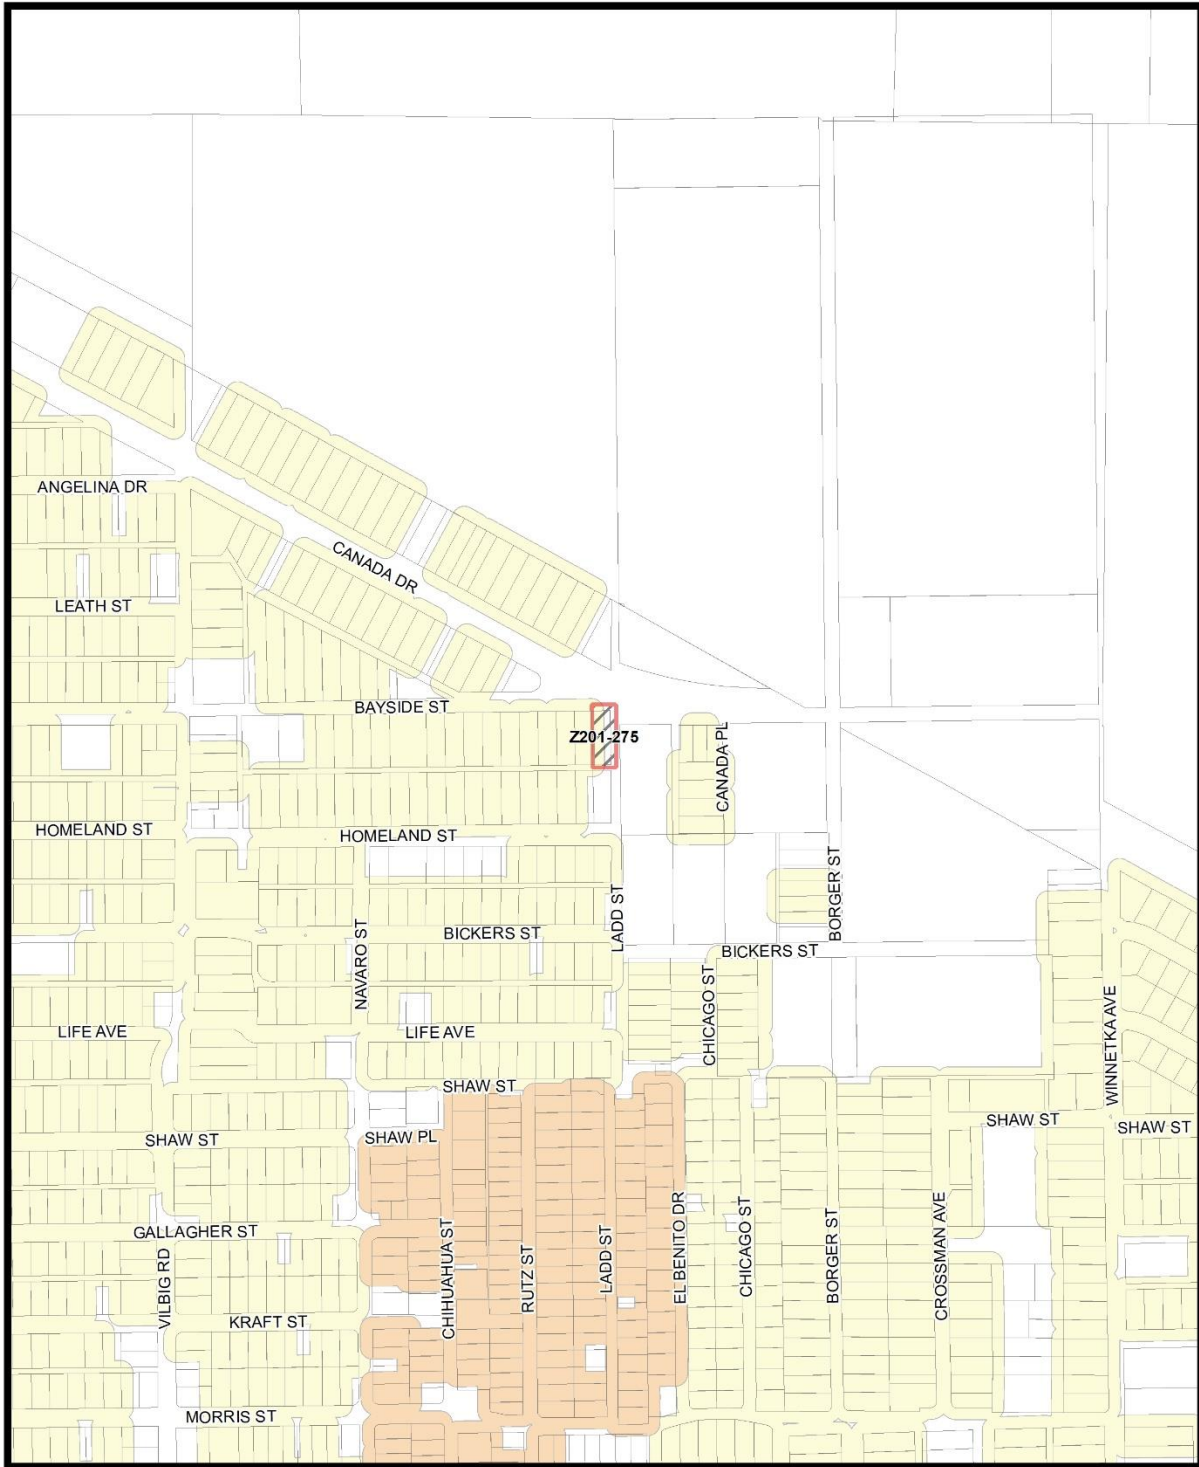 ANGELINA DR
CANADA DR
LEATH ST
BAYSIDE ST
Z201-275
CANADA PL
HOMELAND ST
HOMELAND ST
BORGER ST
LADD ST
NAVARO ST
BICKERS ST
BICKERS ST
CHICAGO ST
LIFE AVE
LIFE AVE
WINNETKA AVE
SHAW ST
SHAW ST
SHAW PL
SHAW ST
SHAW ST
GALLAGHER ST
VILBIG RD
CHIHUAHUA ST
RUTZ ST
LADD ST
EL BENITO DR
CHICAGO ST
BORGER ST
CROSSMAN AVE
KRAFT ST
MORRIS ST